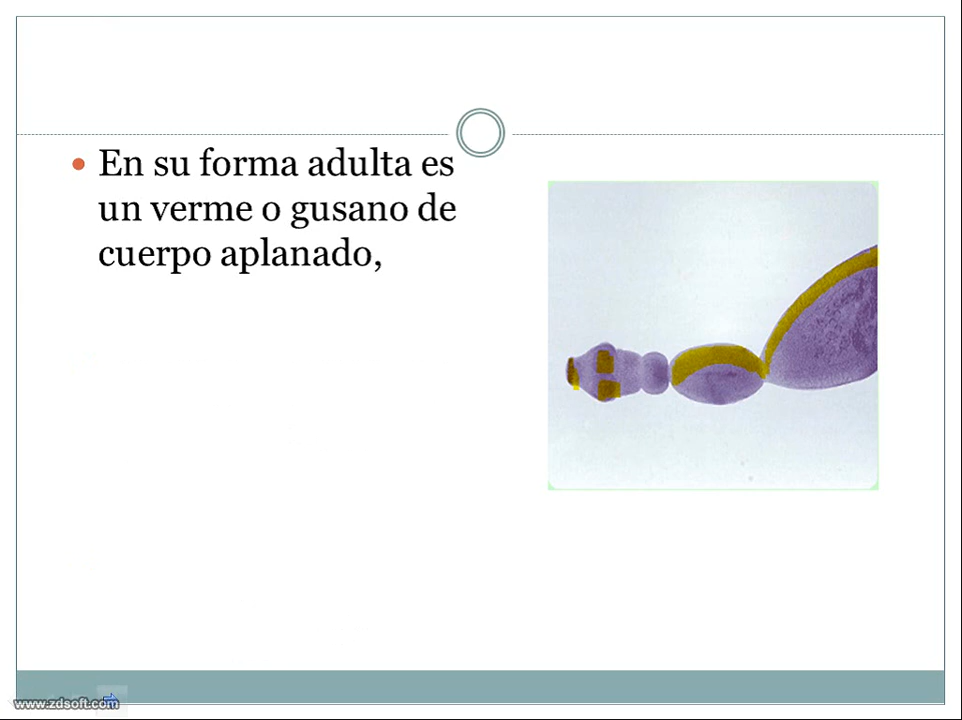 En su forma adulta es
un verme o gusano de
cuerpo aplanado,
www.zdsoft.com